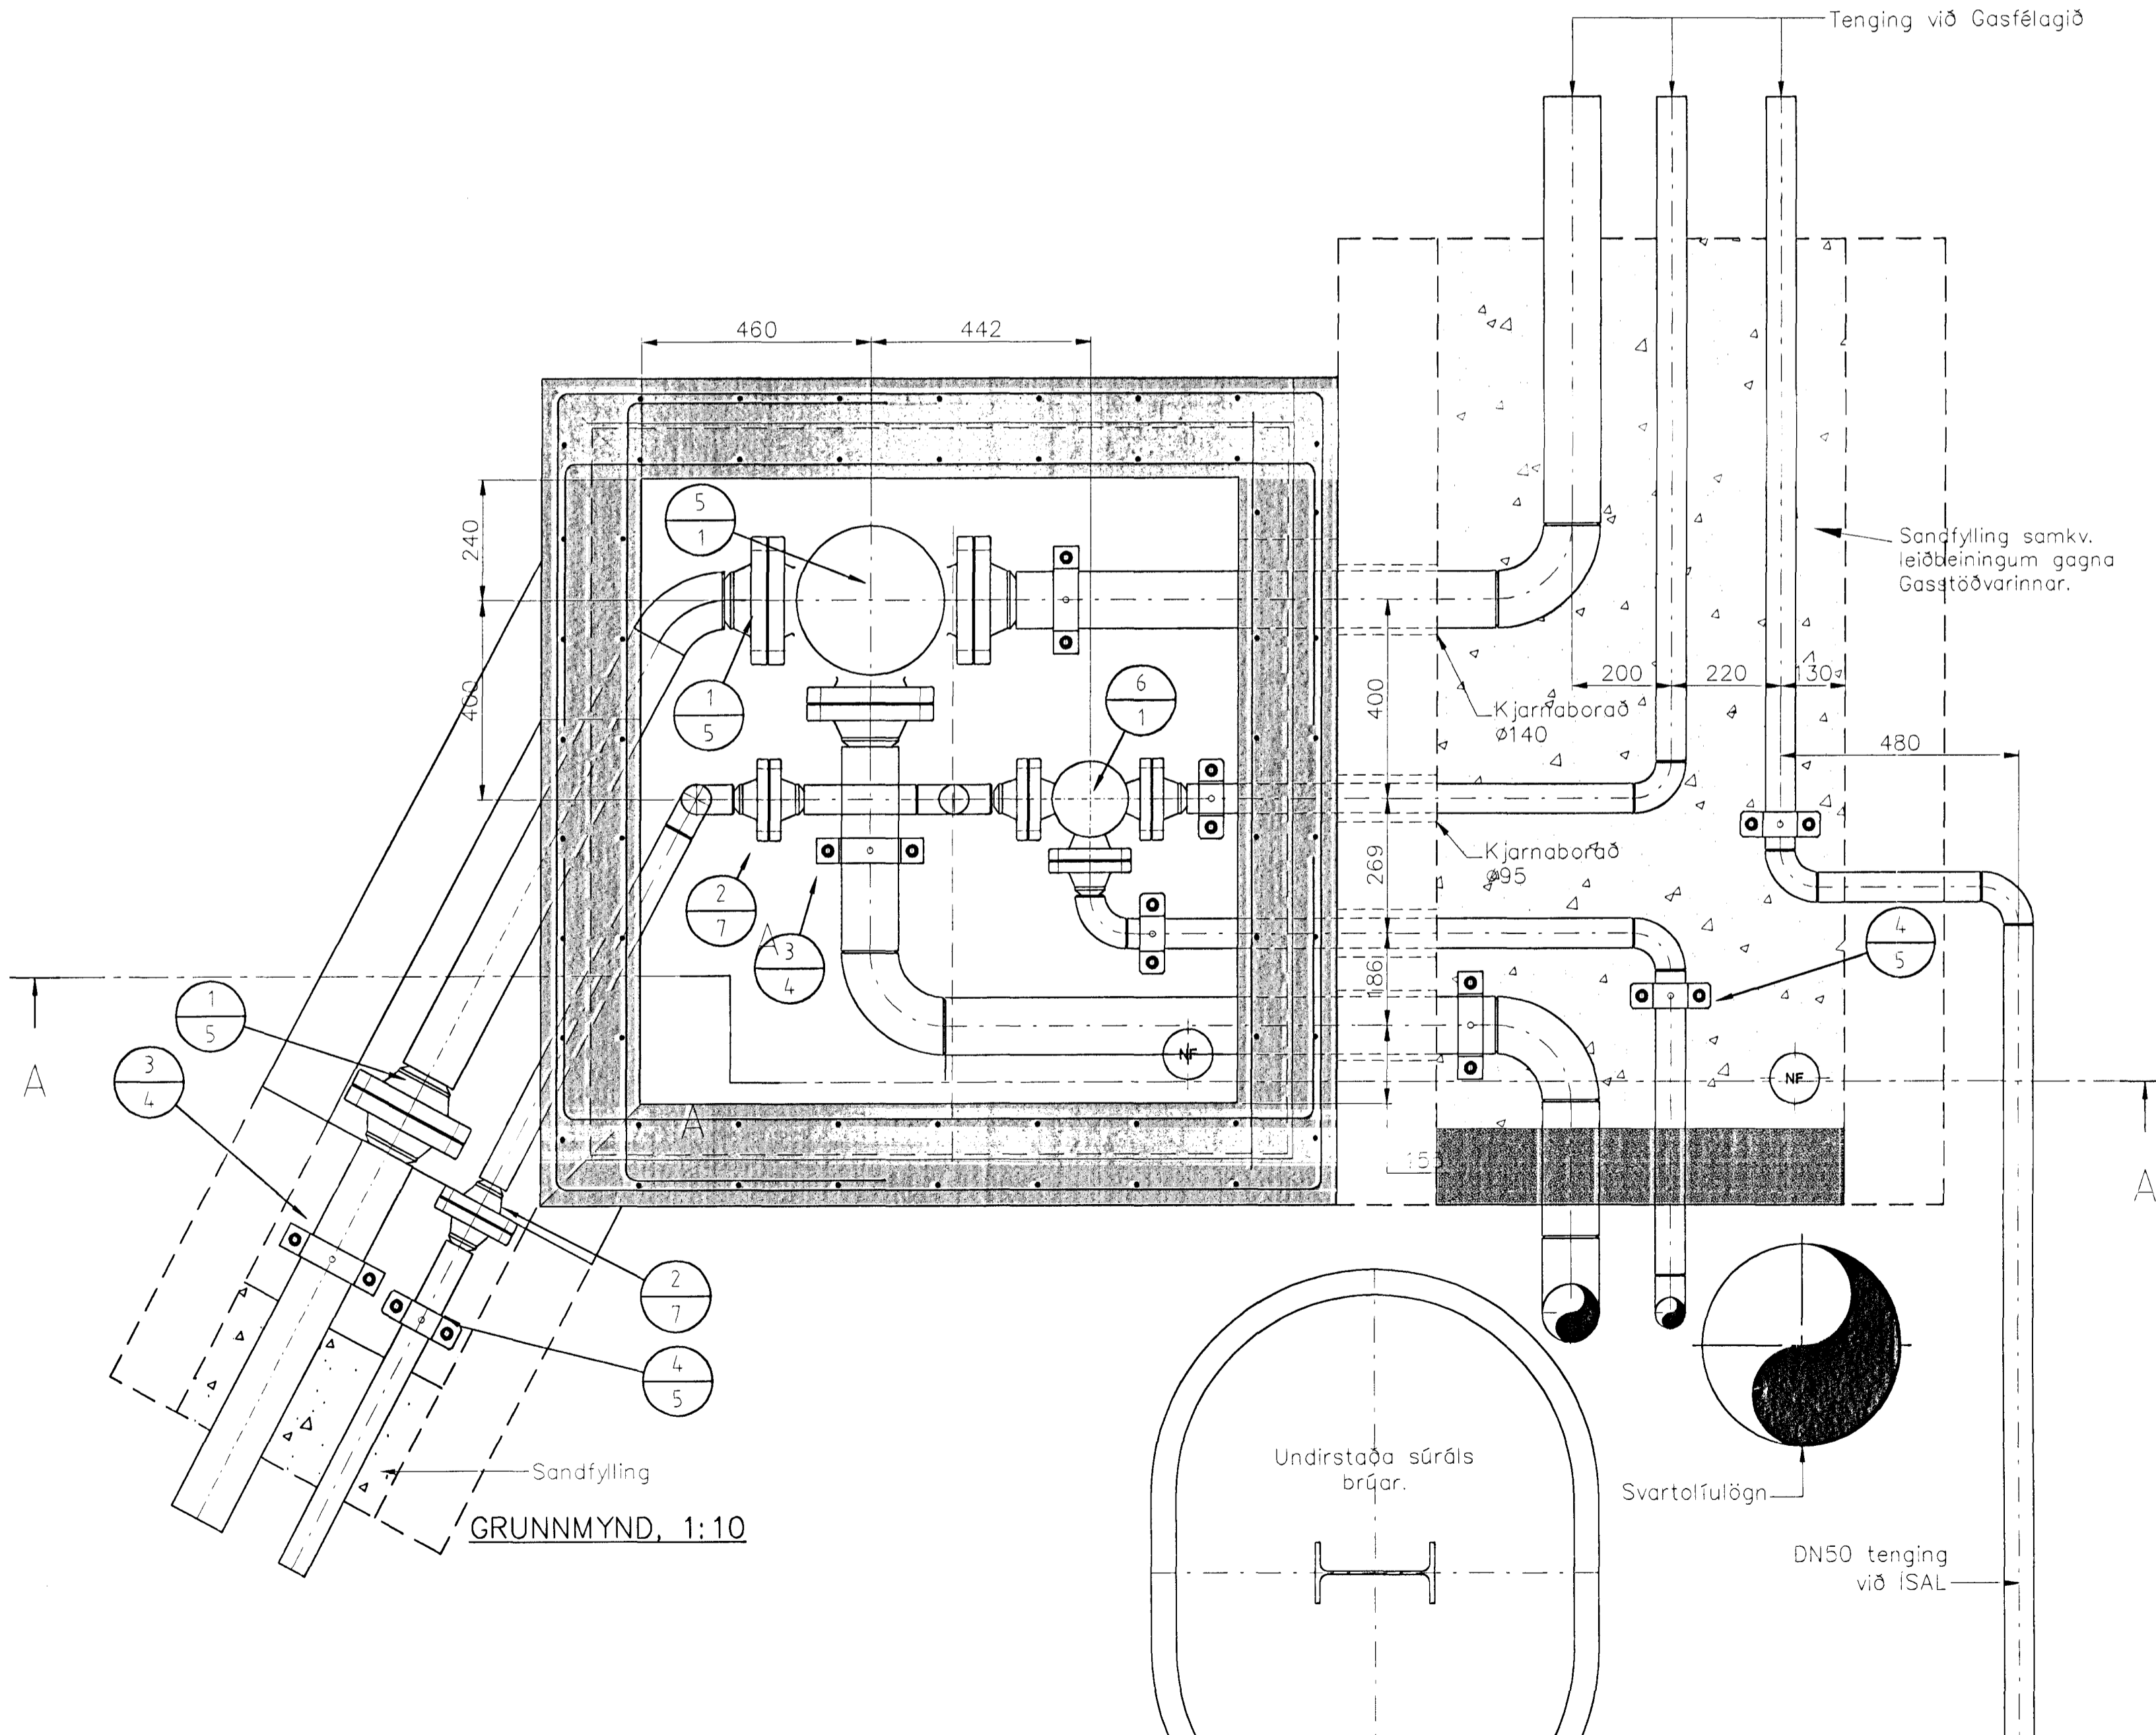 Tenging við Gasfélagið
460
442
240
400
5
1
1
5
6
1
Sandfylling samkv.
leiðbeiningum gagna
Gasstöðvarinnar.
200
220
130
400
Kjarnaborað
ø140
480
Kjarnaborað
ø95
269
2
7
A
3
4
4
5
186
1
5
3
4
NF
NF
A
A
A
2
7
4
5
Sandfylling
GRUNNMYND, 1:10
Undirstaða súráls
brúar.
Svartolíulögn
DN50 tenging
við ÍSAL